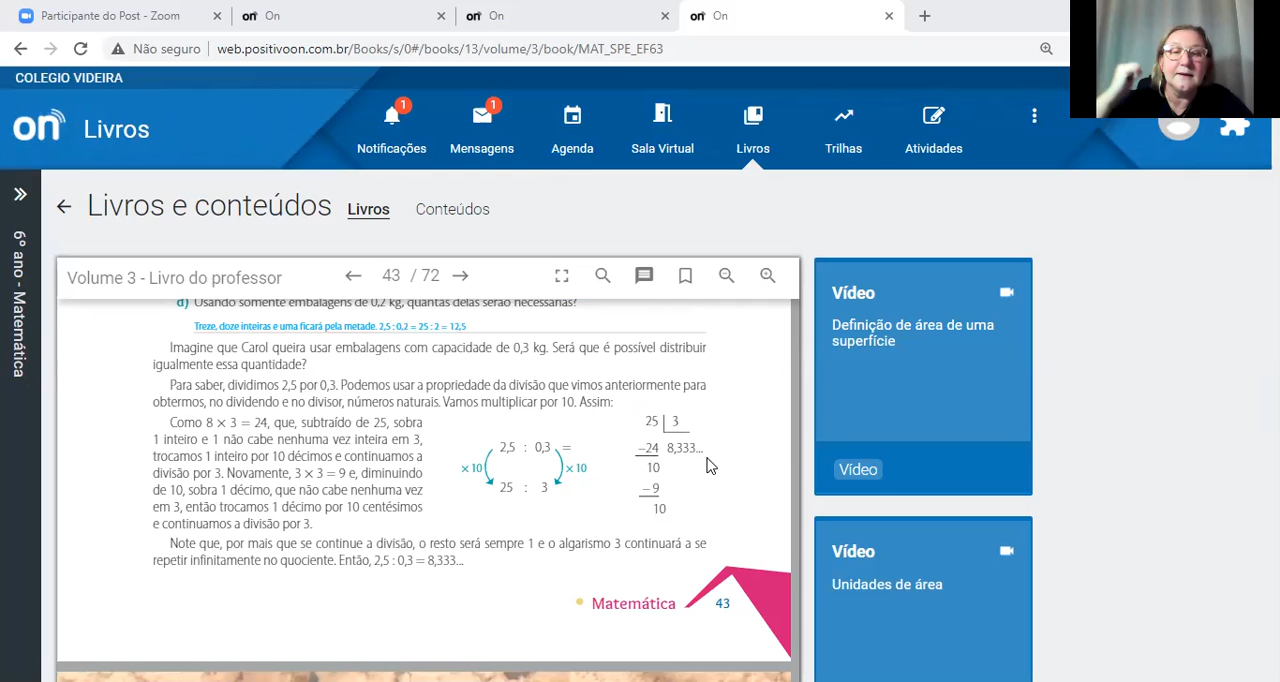 Participante do Post - Zoom
On
On
On
Não seguro
web.positivoon.com.br/Books/s/0#/books/13/volume/3/book/MAT_SPE_EF63
COLEGIO VIDEIRA
on
Livros
1
1
Notificações
Mensagens
Agenda
Sala Virtual
Livros
Trilhas
Atividades
6º ano - Matemática
Livros e conteúdos
Livros
Conteúdos
Volume 3 - Livro do professor
43 / 72
d) Usando somente embalagens de 0,2 kg, quantas delas serão necessárias?
Treze, doze inteiras e uma ficará pela metade. 2,5 : 0,2 = 25 : 2 = 12,5
Imagine que Carol queira usar embalagens com capacidade de 0,3 kg. Será que é possível distribuir
igualmente essa quantidade?
Para saber, dividimos 2,5 por 0,3. Podemos usar a propriedade da divisão que vimos anteriormente para
obtermos, no dividendo e no divisor, números naturais. Vamos multiplicar por 10. Assim:
Como 8 × 3 = 24, que, subtraído de 25, sobra
1 inteiro e 1 não cabe nenhuma vez inteira em 3,
trocamos 1 inteiro por 10 décimos e continuamos a
divisão por 3. Novamente, 3 × 3 = 9 e, diminuindo
de 10, sobra 1 décimo, que não cabe nenhuma vez
em 3, então trocamos 1 décimo por 10 centésimos
e continuamos a divisão por 3.
2,5 : 0,3 =
×10
×10
25 : 3
25 3
–24 8,333...
10
–9
10
Note que, por mais que se continue a divisão, o resto será sempre 1 e o algarismo 3 continuará a se
repetir infinitamente no quociente. Então, 2,5 : 0,3 = 8,333...
Matemática
43
Vídeo
Definição de área de uma
superfície
Vídeo
Vídeo
Unidades de área